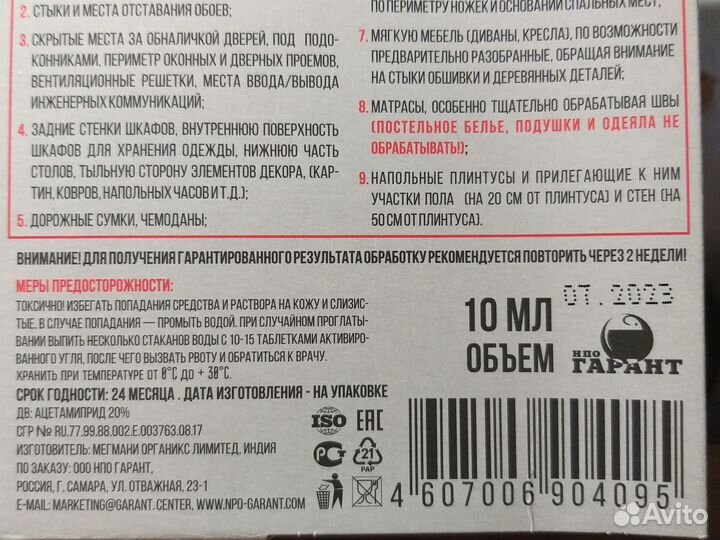 2. СТЫКИ И МЕСТА ОТСТАВАНИЯ ОБОЕВ;
3. СКРЫТЫЕ МЕСТА ЗА ОБНАЛИЧКОЙ ДВЕРЕЙ, ПОД ПОДО-
КОННИКАМИ, ПЕРИМЕТР ОКОННЫХ И ДВЕРНЫХ ПРОЕМОВ,
ВЕНТИЛЯЦИОННЫЕ РЕШЕТКИ, МЕСТА ВВОДА/ВЫВОДА
ИНЖЕНЕРНЫХ КОММУНИКАЦИЙ;
4. ЗАДНИЕ СТЕНКИ ШКАФОВ, ВНУТРЕННЮЮ ПОВЕРХНОСТЬ
ШКАФОВ ДЛЯ ХРАНЕНИЯ ОДЕЖДЫ, НИЖНЮЮ ЧАСТЬ
СТОЛОВ, ТЫЛЬНУЮ СТОРОНУ ЭЛЕМЕНТОВ ДЕКОРА, (КАР-
ТИН, КОВРОВ, НАПОЛЬНЫХ ЧАСОВ И Т.Д.);
5. ДОРОЖНЫЕ СУМКИ, ЧЕМОДАНЫ;
ПО ПЕРИМЕТРУ НОЖЕК И ОСНОВАНИЙ СПАЛЬНЫХ МЕСТ;
7. МЯГКУЮ МЕБЕЛЬ (ДИВАНЫ, КРЕСЛА), ПО ВОЗМОЖНОСТИ
ПРЕДВАРИТЕЛЬНО РАЗОБРАННЫЕ, ОБРАЩАЯ ВНИМАНИЕ
НА СТЫКИ ОБШИВКИ И ДЕРЕВЯННЫХ ДЕТАЛЕЙ;
8. МАТРАСЫ, ОСОБЕННО ТЩАТЕЛЬНО ОБРАБАТЫВАЯ ШВЫ
(ПОСТЕЛЬНОЕ БЕЛЬЕ, ПОДУШКИ И ОДЕЯЛА НЕ
ОБРАБАТЫВАТЬ!);
9. НАПОЛЬНЫЕ ПЛИНТУСЫ И ПРИЛЕГАЮЩИЕ К НИМ
УЧАСТКИ ПОЛА (НА 20 СМ ОТ ПЛИНТУСА) И СТЕН (НА
50 СМ ОТ ПЛИНТУСА).
ВНИМАНИЕ! ДЛЯ ПОЛУЧЕНИЯ ГАРАНТИРОВАННОГО РЕЗУЛЬТАТА ОБРАБОТКУ РЕКОМЕНДУЕТСЯ ПОВТОРИТЬ ЧЕРЕЗ 2 НЕДЕЛИ!
МЕРЫ ПРЕДОСТОРОЖНОСТИ:
ТОКСИЧНО! ИЗБЕГАТЬ ПОПАДАНИЯ СРЕДСТВА И РАСТВОРА НА КОЖУ И СЛИЗИС-
ТЫЕ. В СЛУЧАЕ ПОПАДАНИЯ — ПРОМЫТЬ ВОДОЙ. ПРИ СЛУЧАЙНОМ ПРОГЛАТЫ-
ВАНИИ ВЫПИТЬ НЕСКОЛЬКО СТАКАНОВ ВОДЫ С 10-15 ТАБЛЕТКАМИ АКТИВИРО-
ВАННОГО УГЛЯ, ПОСЛЕ ЧЕГО ВЫЗВАТЬ РВОТУ И ОБРАТИТЬСЯ К ВРАЧУ.
ХРАНИТЬ ПРИ ТЕМПЕРАТУРЕ ОТ 0°C ДО + 30°C.
СРОК ГОДНОСТИ: 24 МЕСЯЦА . ДАТА ИЗГОТОВЛЕНИЯ - НА УПАКОВКЕ
ДВ: АЦЕТАМИПРИД 20%
СГР № RU.77.99.88.002.E.003763.08.17
ИЗГОТОВИТЕЛЬ: МЕГМАНИ ОРГАНИКС ЛИМИТЕД, ИНДИЯ
ПО ЗАКАЗУ: ООО НПО ГАРАНТ,
РОССИЯ, Г. САМАРА, УЛ. ОТВАЖНАЯ, 23-1
E-MAIL: MARKETING@GARANT.CENTER, WWW.NPO-GARANT.COM
10 МЛ
ОБЪЕМ
07.2023
НПО
ГАРАНТ
ISO
EAC
РСТ
21
PAP
4 607006 904095
Avito